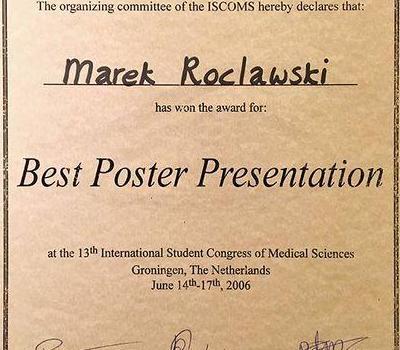 The organizing committee of the ISCOMS hereby declares that:
Marek Roclawski
has won the award for:
Best Poster Presentation
at the 13th International Student Congress of Medical Sciences
Groningen, The Netherlands
June 14th-17th, 2006